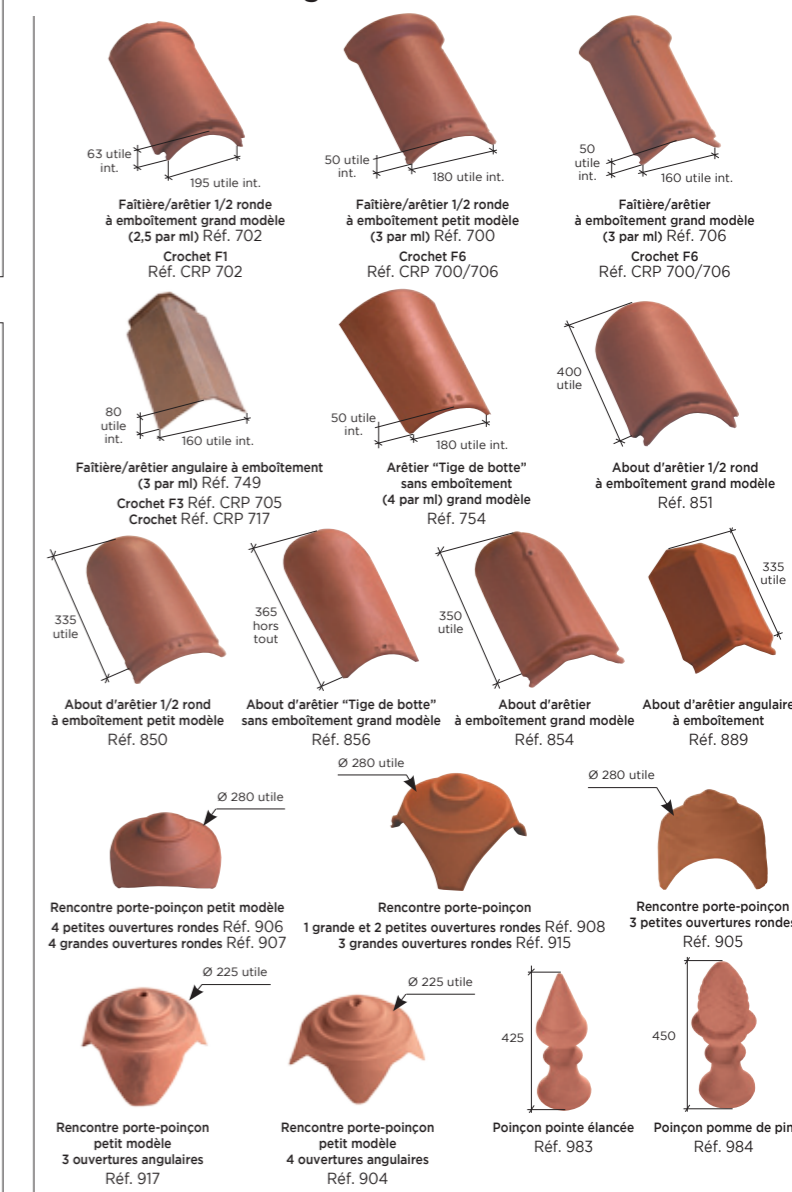 63 utile
int.
195 utile int.
Faîtière/arêtier 1/2 ronde
à emboîtement grand modèle
(2,5 par ml) Réf. 702
Crochet F1
Réf. CRP 702
50 utile
int.
180 utile int.
Faîtière/arêtier 1/2 ronde
à emboîtement petit modèle
(3 par ml) Réf. 700
Crochet F6
Réf. CRP 700/706
50
utile
int.
160 utile int.
Faîtière/arêtier
à emboîtement grand modèle
(3 par ml) Réf. 706
Crochet F6
Réf. CRP 700/706
80
utile
int.
160 utile int.
Faîtière/arêtier angulaire à emboîtement
(3 par ml) Réf. 749
Crochet F3 Réf. CRP 705
Crochet Réf. CRP 717
50 utile
int.
180 utile int.
Arêtier “Tige de botte”
sans emboîtement
(4 par ml) grand modèle
Réf. 754
400
utile
About d'arêtier 1/2 rond
à emboîtement grand modèle
Réf. 851
335
utile
About d'arêtier 1/2 rond
à emboîtement petit modèle
Réf. 850
365
hors
tout
About d'arêtier “Tige de botte”
sans emboîtement grand modèle
Réf. 856
350
utile
About d'arêtier
à emboîtement grand modèle
Réf. 854
335
utile
About d'arêtier angulaire
à emboîtement
Réf. 889
Ø 280 utile
Rencontre porte-poinçon petit modèle
4 petites ouvertures rondes Réf. 906
4 grandes ouvertures rondes Réf. 907
Ø 280 utile
Rencontre porte-poinçon
1 grande et 2 petites ouvertures rondes Réf. 908
3 grandes ouvertures rondes Réf. 915
Ø 280 utile
Rencontre porte-poinçon
3 petites ouvertures rondes
Réf. 905
Ø 225 utile
Rencontre porte-poinçon
petit modèle
3 ouvertures angulaires
Réf. 917
Ø 225 utile
Rencontre porte-poinçon
petit modèle
4 ouvertures angulaires
Réf. 904
425
Poinçon pointe élancée
Réf. 983
450
Poinçon pomme de pin
Réf. 984